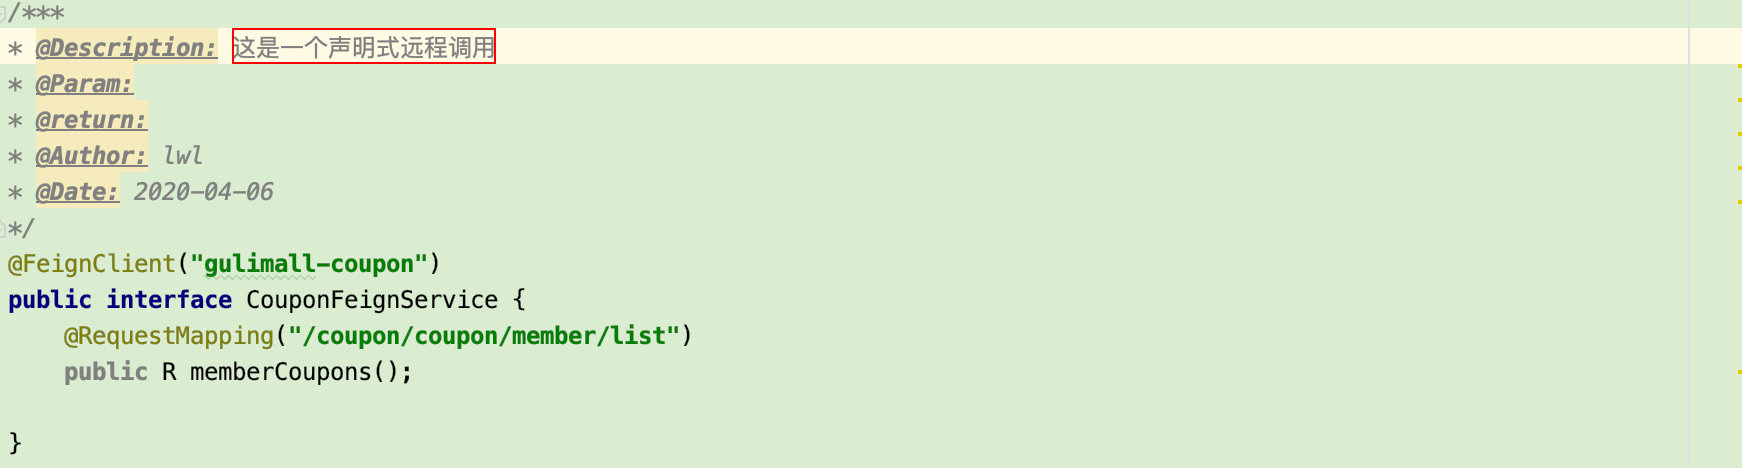 /***
* @Description: 这是一个声明式远程调用
* @Param:
* @return:
* @Author: lwl
* @Date: 2020-04-06
*/
@FeignClient("gulimall-coupon")
public interface CouponFeignService {
    @RequestMapping("/coupon/coupon/member/list")
    public R memberCoupons();
}